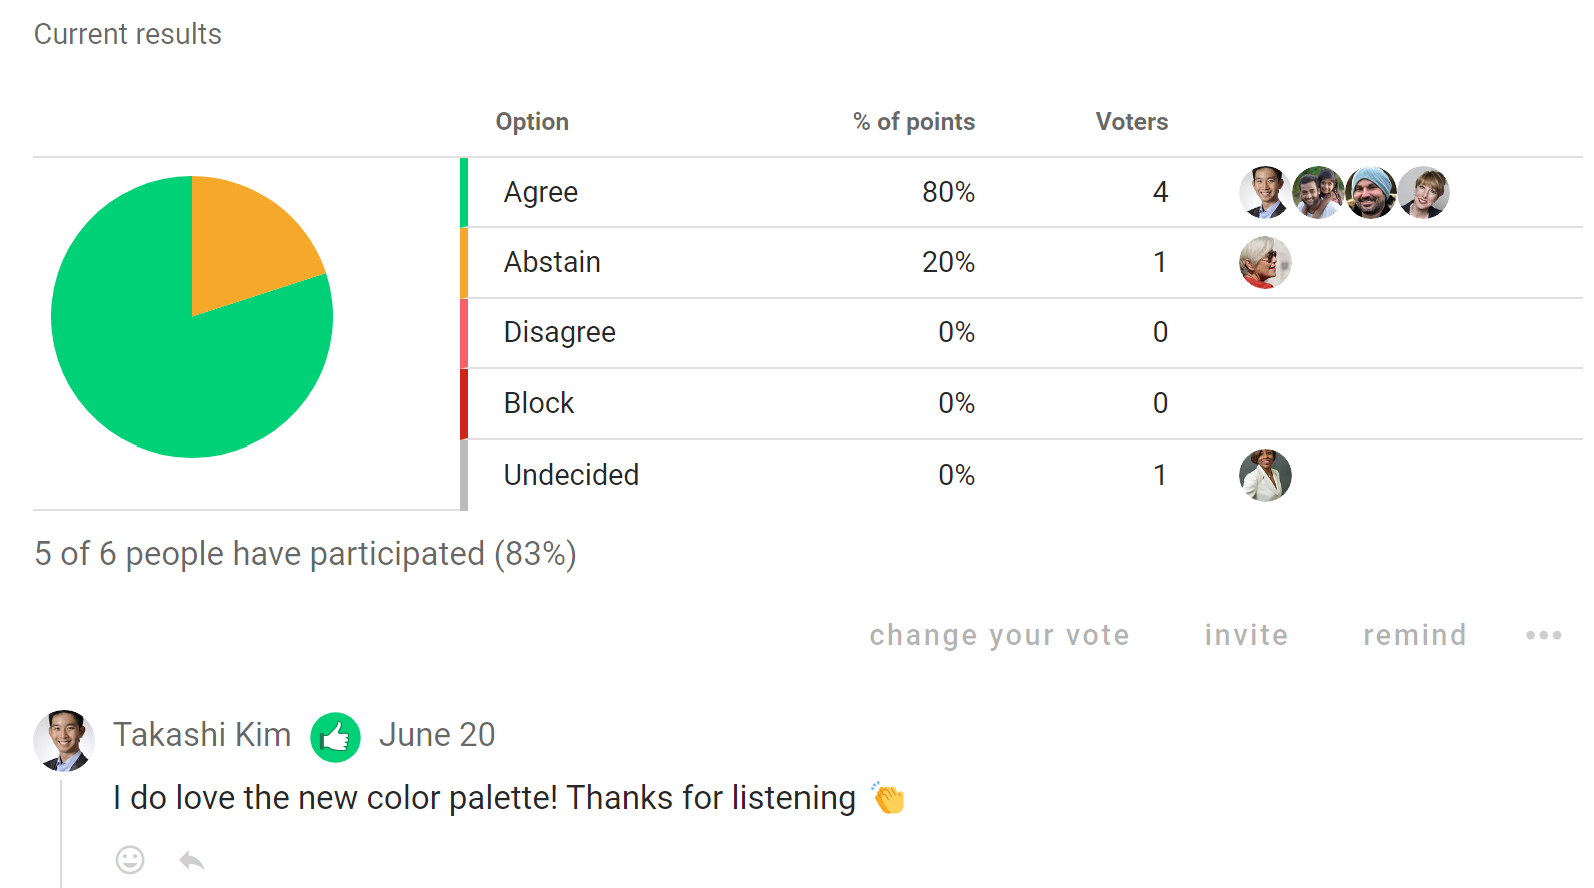 Current results
Option % of points Voters
Agree 80% 4
Abstain 20% 1
Disagree 0% 0
Block 0% 0
Undecided 0% 1
5 of 6 people have participated (83%)
change your vote invite remind
Takashi Kim June 20
I do love the new color palette! Thanks for listening 👏